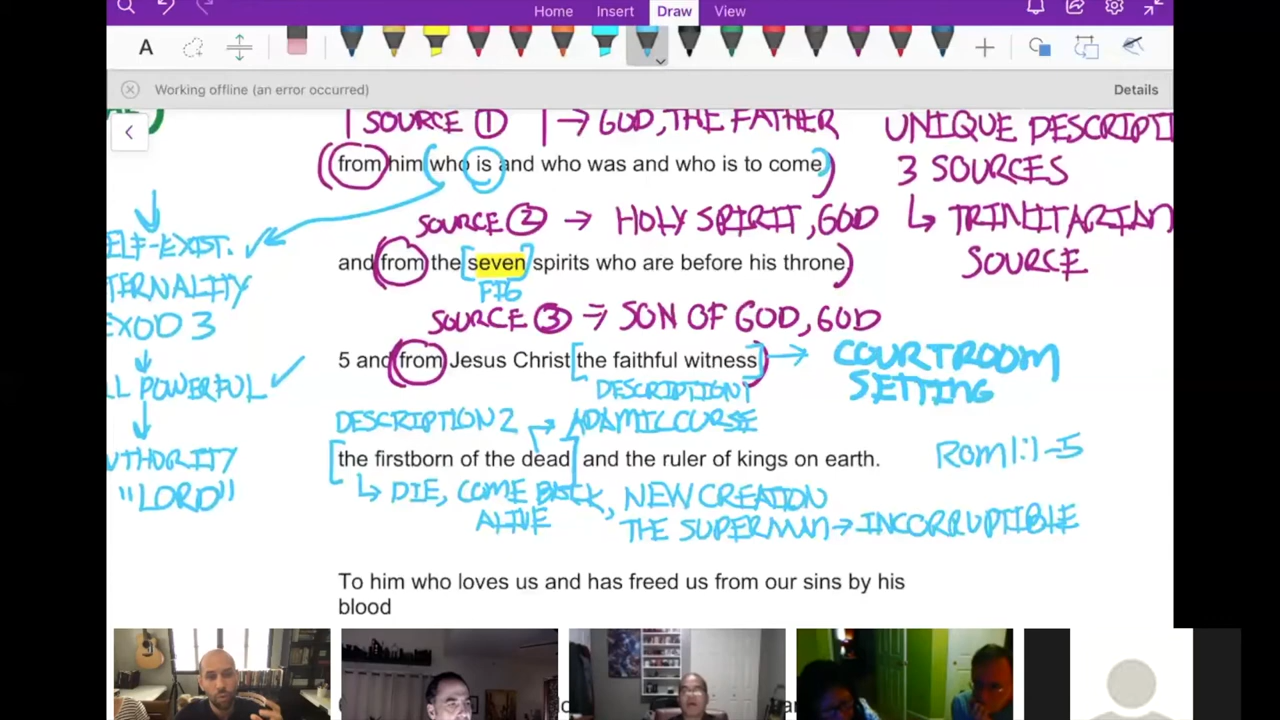 Home Insert Draw View
A
Working offline (an error occurred) Details
SOURCE 1 → GOD, THE FATHER
UNIQUE DESCRIPTI
from him who is and who was and who is to come,
3 SOURCES
SOURCE 2 → HOLY SPIRIT, GOD
↳ TRINITARIAN
SOURCE
ELF-EXIST.
and from the seven spirits who are before his throne,
TERNALITY
FIG
EXOD 3
SOURCE 3 ⇒ SON OF GOD, GOD
5 and from Jesus Christ the faithful witness,
→ COURTROOM
SETTING
LL POWERFUL
DESCRIPTION 1
DESCRIPTION 2 → ADAMIC CURSE
UTHORITY
the firstborn of the dead, and the ruler of kings on earth.
Rom 1:1-5
"LORD"
↳ DIE, COME BACK, NEW CREATION
ALIVE
THE SUPERMAN → INCORRUPTIBLE
To him who loves us and has freed us from our sins by his
blood